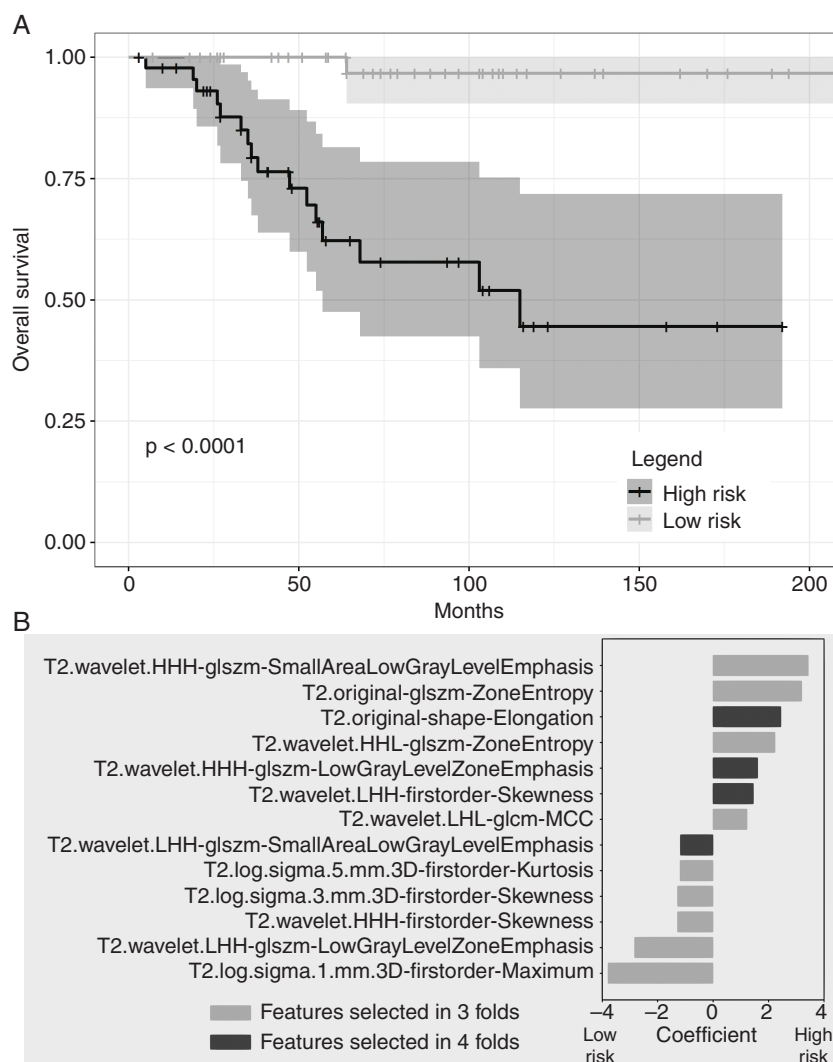 A
1.00
0.75
0.50
0.25
0.00
Overall survival
p < 0.0001
Legend
High risk
Low risk
0 50 100 150 200
Months
B
T2.wavelet.HHH-glszm-SmallAreaLowGrayLevelEmphasis
T2.original-glszm-ZoneEntropy
T2.original-shape-Elongation
T2.wavelet.HHL-glszm-ZoneEntropy
T2.wavelet.HHH-glszm-LowGrayLevelZoneEmphasis
T2.wavelet.LHH-firstorder-Skewness
T2.wavelet.LHL-glcm-MCC
T2.wavelet.LHH-glszm-SmallAreaLowGrayLevelEmphasis
T2.log.sigma.5.mm.3D-firstorder-Kurtosis
T2.log.sigma.3.mm.3D-firstorder-Skewness
T2.wavelet.HHH-firstorder-Skewness
T2.wavelet.LHH-glszm-LowGrayLevelZoneEmphasis
T2.log.sigma.1.mm.3D-firstorder-Maximum
Features selected in 3 folds
Features selected in 4 folds
−4 −2 0 2 4
Low risk
Coefficient
High risk